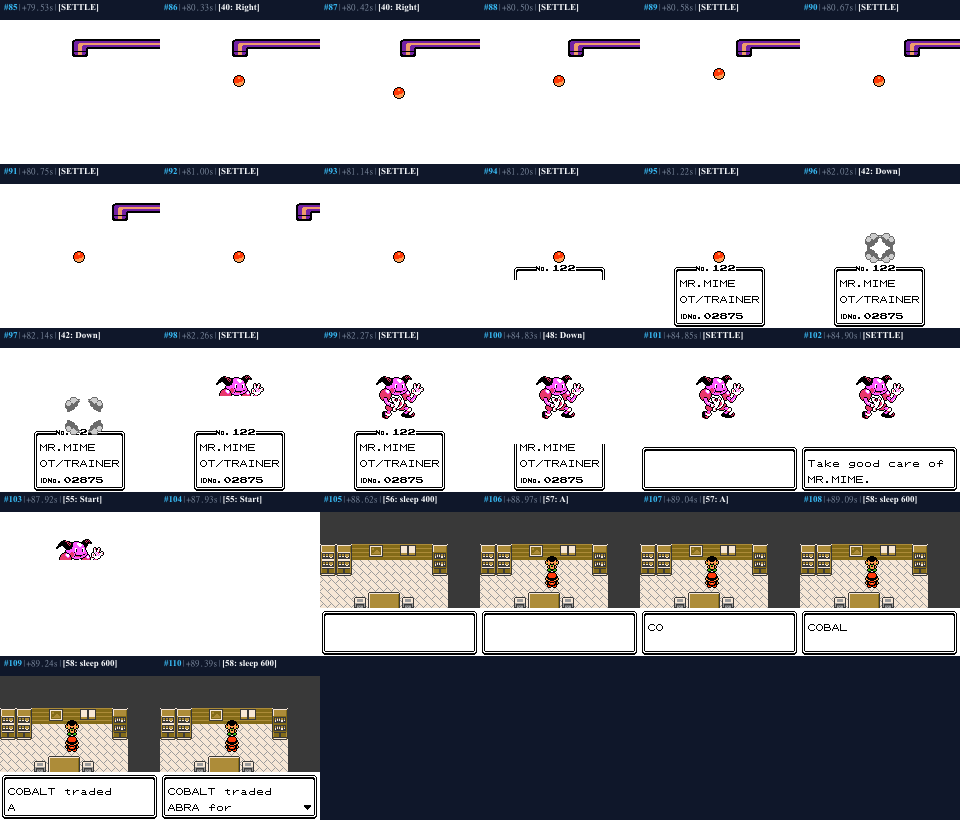 #85|+79.53s|[SETTLE]
#86|+80.33s|[40: Right]
#87|+80.42s|[40: Right]
#88|+80.50s|[SETTLE]
#89|+80.58s|[SETTLE]
#90|+80.67s|[SETTLE]
#91|+80.75s|[SETTLE]
#92|+81.00s|[SETTLE]
#93|+81.14s|[SETTLE]
#94|+81.20s|[SETTLE]
No. 122
#95|+81.22s|[SETTLE]
No. 122
MR.MIME
OT/TRAINER
IDNo. 02875
#96|+82.02s|[42: Down]
No. 122
MR.MIME
OT/TRAINER
IDNo. 02875
#97|+82.14s|[42: Down]
MR.MIME
OT/TRAINER
IDNo. 02875
#98|+82.26s|[SETTLE]
No. 122
MR.MIME
OT/TRAINER
IDNo. 02875
#99|+82.27s|[SETTLE]
No. 122
MR.MIME
OT/TRAINER
IDNo. 02875
#100|+84.83s|[48: Down]
MR.MIME
OT/TRAINER
IDNo. 02875
#101|+84.85s|[SETTLE]
#102|+84.90s|[SETTLE]
Take good care of
MR.MIME.
#103|+87.92s|[55: Start]
#104|+87.93s|[55: Start]
#105|+88.62s|[56: sleep 400]
#106|+88.97s|[57: A]
#107|+89.04s|[57: A]
CO
#108|+89.09s|[58: sleep 600]
COBAL
#109|+89.24s|[58: sleep 600]
COBALT traded
A
#110|+89.39s|[58: sleep 600]
COBALT traded
ABRA for